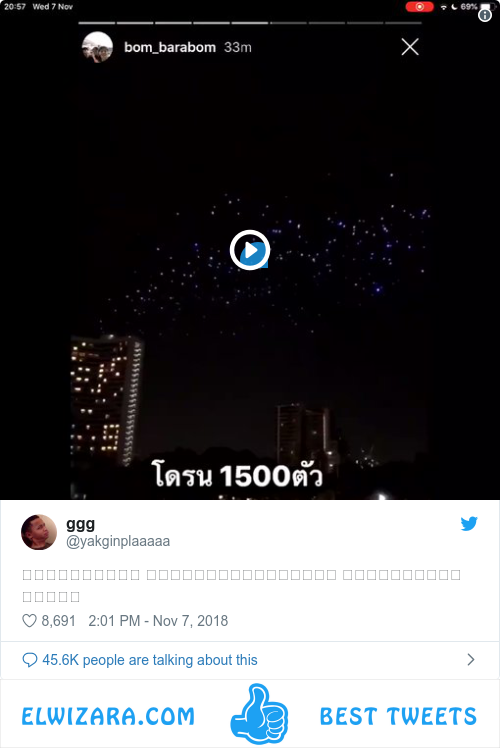 20:57 Wed 7 Nov
69%
bom_barabom 33m
โดรน 1500ตัว
ggg
@yakginplaaaaa
8,691 2:01 PM - Nov 7, 2018
45.6K people are talking about this
ELWIZARA.COM
BEST TWEETS